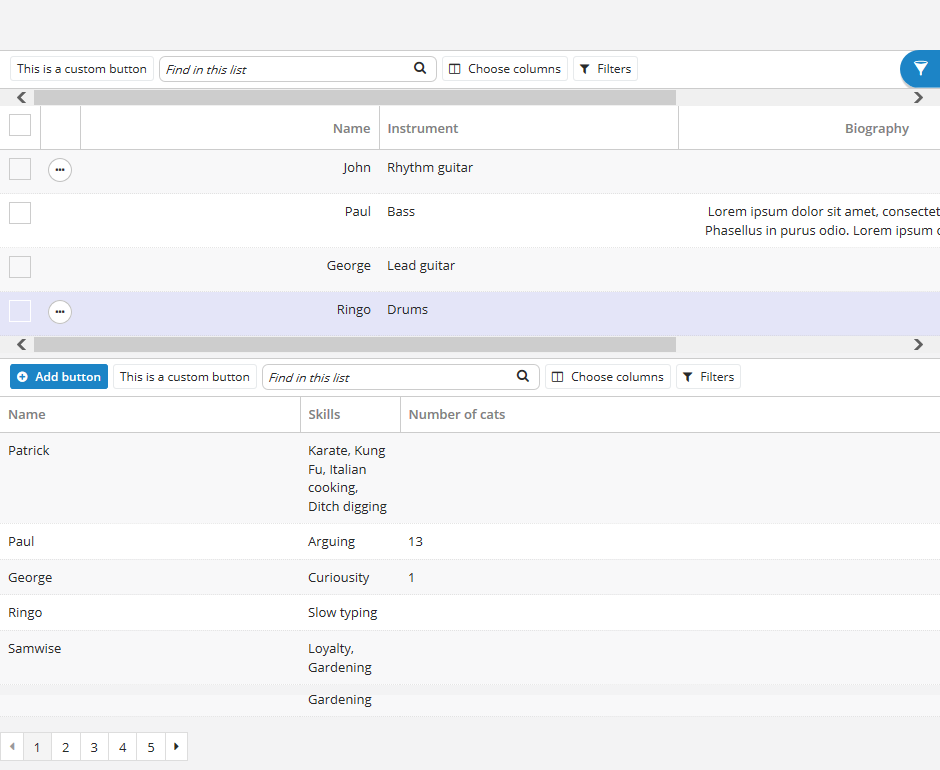 This is a custom button Find in this list Choose columns Filters
Name Instrument Biography
John Rhythm guitar
Paul Bass Lorem ipsum dolor sit amet, consectet
Phasellus in purus odio. Lorem ipsum
George Lead guitar
Ringo Drums
Add button This is a custom button Find in this list Choose columns Filters
Name Skills Number of cats
Patrick Karate, Kung
Fu, Italian
cooking,
Ditch digging
Paul Arguing 13
George Curiousity 1
Ringo Slow typing
Samwise Loyalty,
Gardening
Gardening
1 2 3 4 5